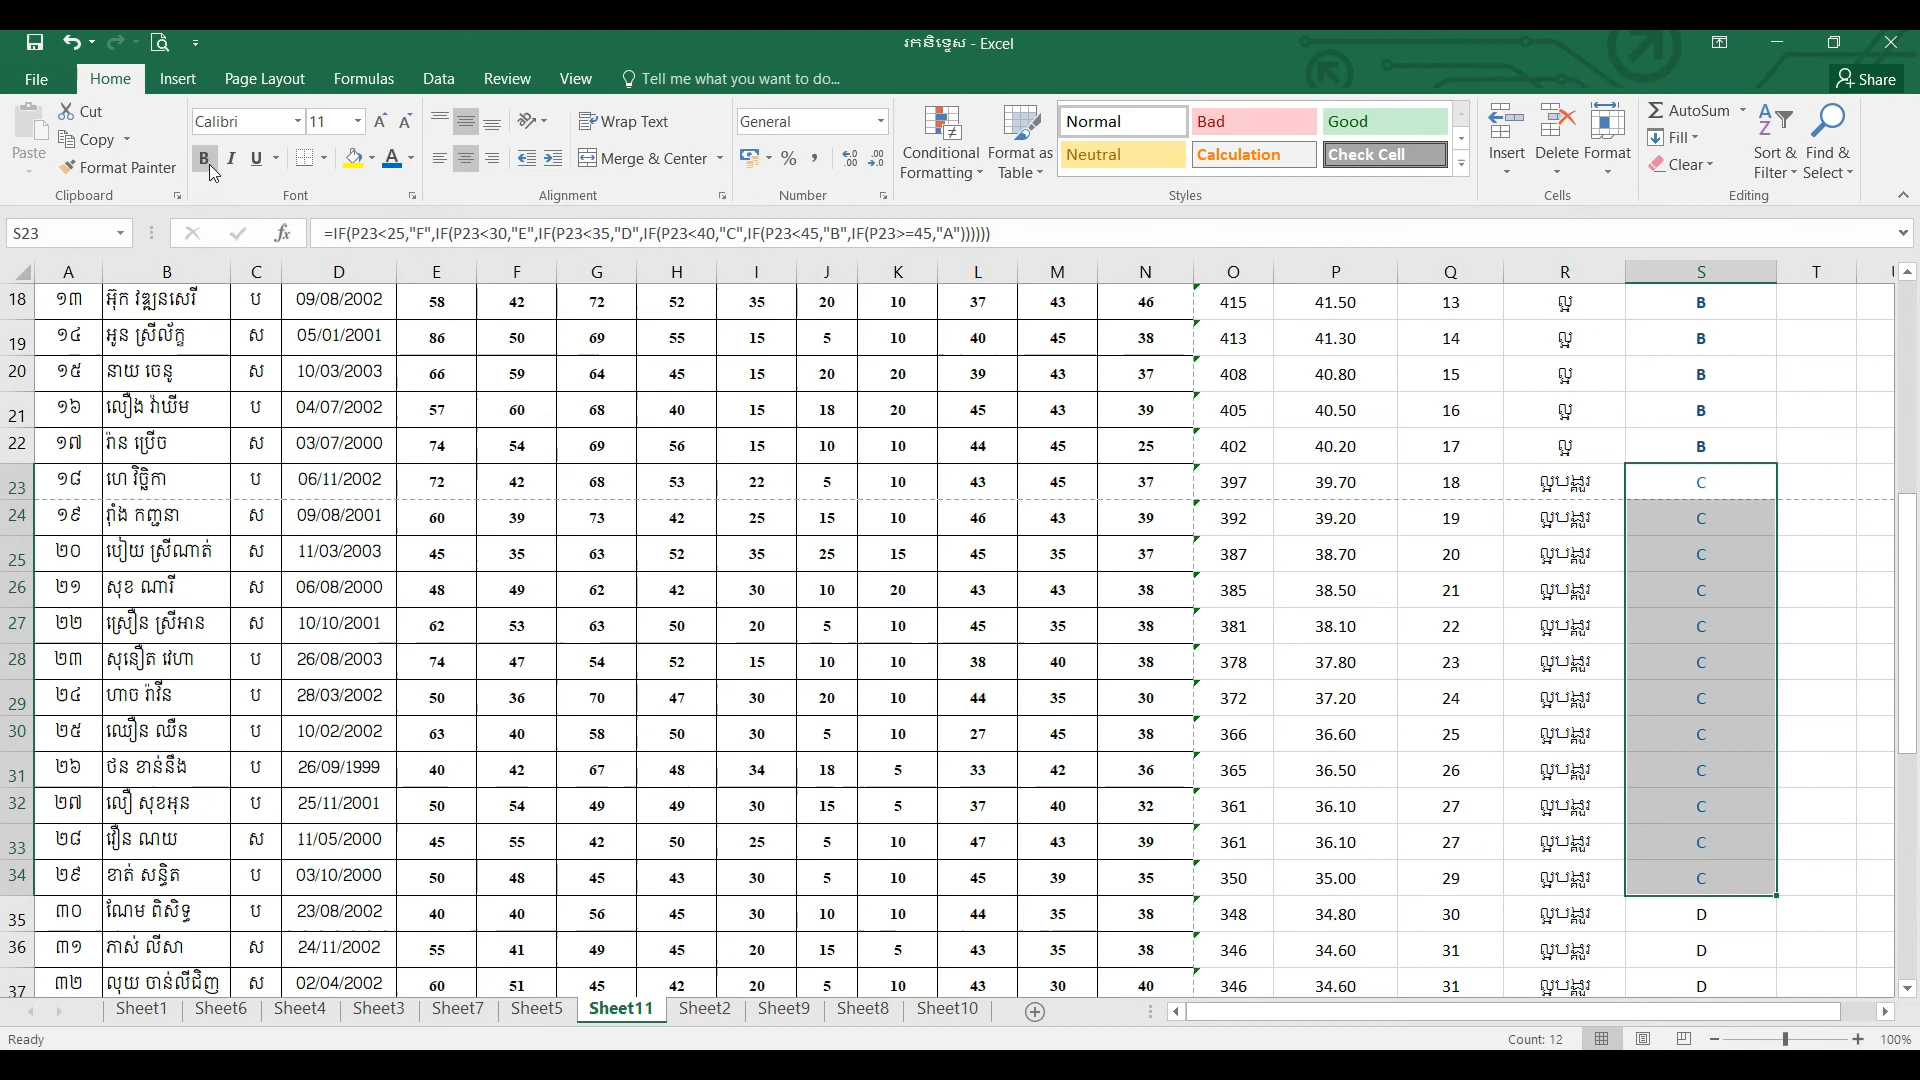 រកនិទ្ទេស - Excel
File Home Insert Page Layout Formulas Data Review View Tell me what you want to do... Share
Paste Cut Copy Format Painter Clipboard
Calibri 11 B I U Font
Wrap Text Merge & Center Alignment
General % , Number
Conditional Formatting Format as Table
Normal Bad Good
Neutral Calculation Check Cell
Styles
Insert Delete Format Cells
AutoSum Fill Clear Sort & Filter Find & Select Editing
S23 fx =IF(P23<25,"F",IF(P23<30,"E",IF(P23<35,"D",IF(P23<40,"C",IF(P23<45,"B",IF(P23>=45,"A"))))))
A B C D E F G H I J K L M N O P Q R S T
18 ១៣ អ៊ុក វឌ្ឍនសេរី ប 09/08/2002 58 42 72 52 35 20 10 37 43 46 415 41.50 13 ល្អ B
19 ១៤ អូន ស្រីល័ក្ខ ស 05/01/2001 86 50 69 55 15 5 10 40 45 38 413 41.30 14 ល្អ B
20 ១៥ នាយ ចេនូ ស 10/03/2003 66 59 64 45 15 20 20 39 43 37 408 40.80 15 ល្អ B
21 ១៦ លឿង វ៉ាឃីម ប 04/07/2002 57 60 68 40 15 18 20 45 43 39 405 40.50 16 ល្អ B
22 ១៧ រ៉ាន ប្រើច ស 03/07/2000 74 54 69 56 15 10 10 44 45 25 402 40.20 17 ល្អ B
23 ១៨ ហេ វិច្ឆិកា ប 06/11/2002 72 42 68 53 22 5 10 43 45 37 397 39.70 18 ល្អបង្គួរ C
24 ១៩ រ៉ាំង កញ្ជនា ស 09/08/2001 60 39 73 42 25 15 10 46 43 39 392 39.20 19 ល្អបង្គួរ C
25 ២០ បៀយ ស្រីណាត់ ស 11/03/2003 45 35 63 52 35 25 15 45 35 37 387 38.70 20 ល្អបង្គួរ C
26 ២១ សុខ ណារី ស 06/08/2000 48 49 62 42 30 10 20 43 43 38 385 38.50 21 ល្អបង្គួរ C
27 ២២ ស្រឿន ស្រីអាន ស 10/10/2001 62 53 63 50 20 5 10 45 35 38 381 38.10 22 ល្អបង្គួរ C
28 ២៣ សុនឿត វេហា ប 26/08/2003 74 47 54 52 15 10 10 38 40 38 378 37.80 23 ល្អបង្គួរ C
29 ២៤ ហាច រ៉ាវីន ប 28/03/2002 50 36 70 47 30 20 10 44 35 30 372 37.20 24 ល្អបង្គួរ C
30 ២៥ ឈឿន ឈឺន ប 10/02/2002 63 40 58 50 30 5 10 27 45 38 366 36.60 25 ល្អបង្គួរ C
31 ២៦ ថន ខាន់នឹង ប 26/09/1999 40 42 67 48 34 18 5 33 42 36 365 36.50 26 ល្អបង្គួរ C
32 ២៧ លឿ សុខអុន ប 25/11/2001 50 54 49 49 30 15 5 37 40 32 361 36.10 27 ល្អបង្គួរ C
33 ២៨ វឿន ណយ ស 11/05/2000 45 55 42 50 25 5 10 47 43 39 361 36.10 27 ល្អបង្គួរ C
34 ២៩ ខាត់ សន្ធិត ប 03/10/2000 50 48 45 43 30 5 10 45 39 35 350 35.00 29 ល្អបង្គួរ C
35 ៣០ ណែម ពិសិទ្ធ ប 23/08/2002 40 40 56 45 30 10 10 44 35 38 348 34.80 30 ល្អបង្គួរ D
36 ៣១ ភាស់ លីសា ស 24/11/2002 55 41 49 45 20 15 5 43 35 38 346 34.60 31 ល្អបង្គួរ D
37 ៣២ លុយ ចាន់លីជិញ ស 02/04/2002 60 51 45 42 20 5 10 43 30 40 346 34.60 31 ល្អបង្គួរ D
Sheet1 Sheet6 Sheet4 Sheet3 Sheet7 Sheet5 Sheet11 Sheet2 Sheet9 Sheet8 Sheet10
Ready Count: 12 100%